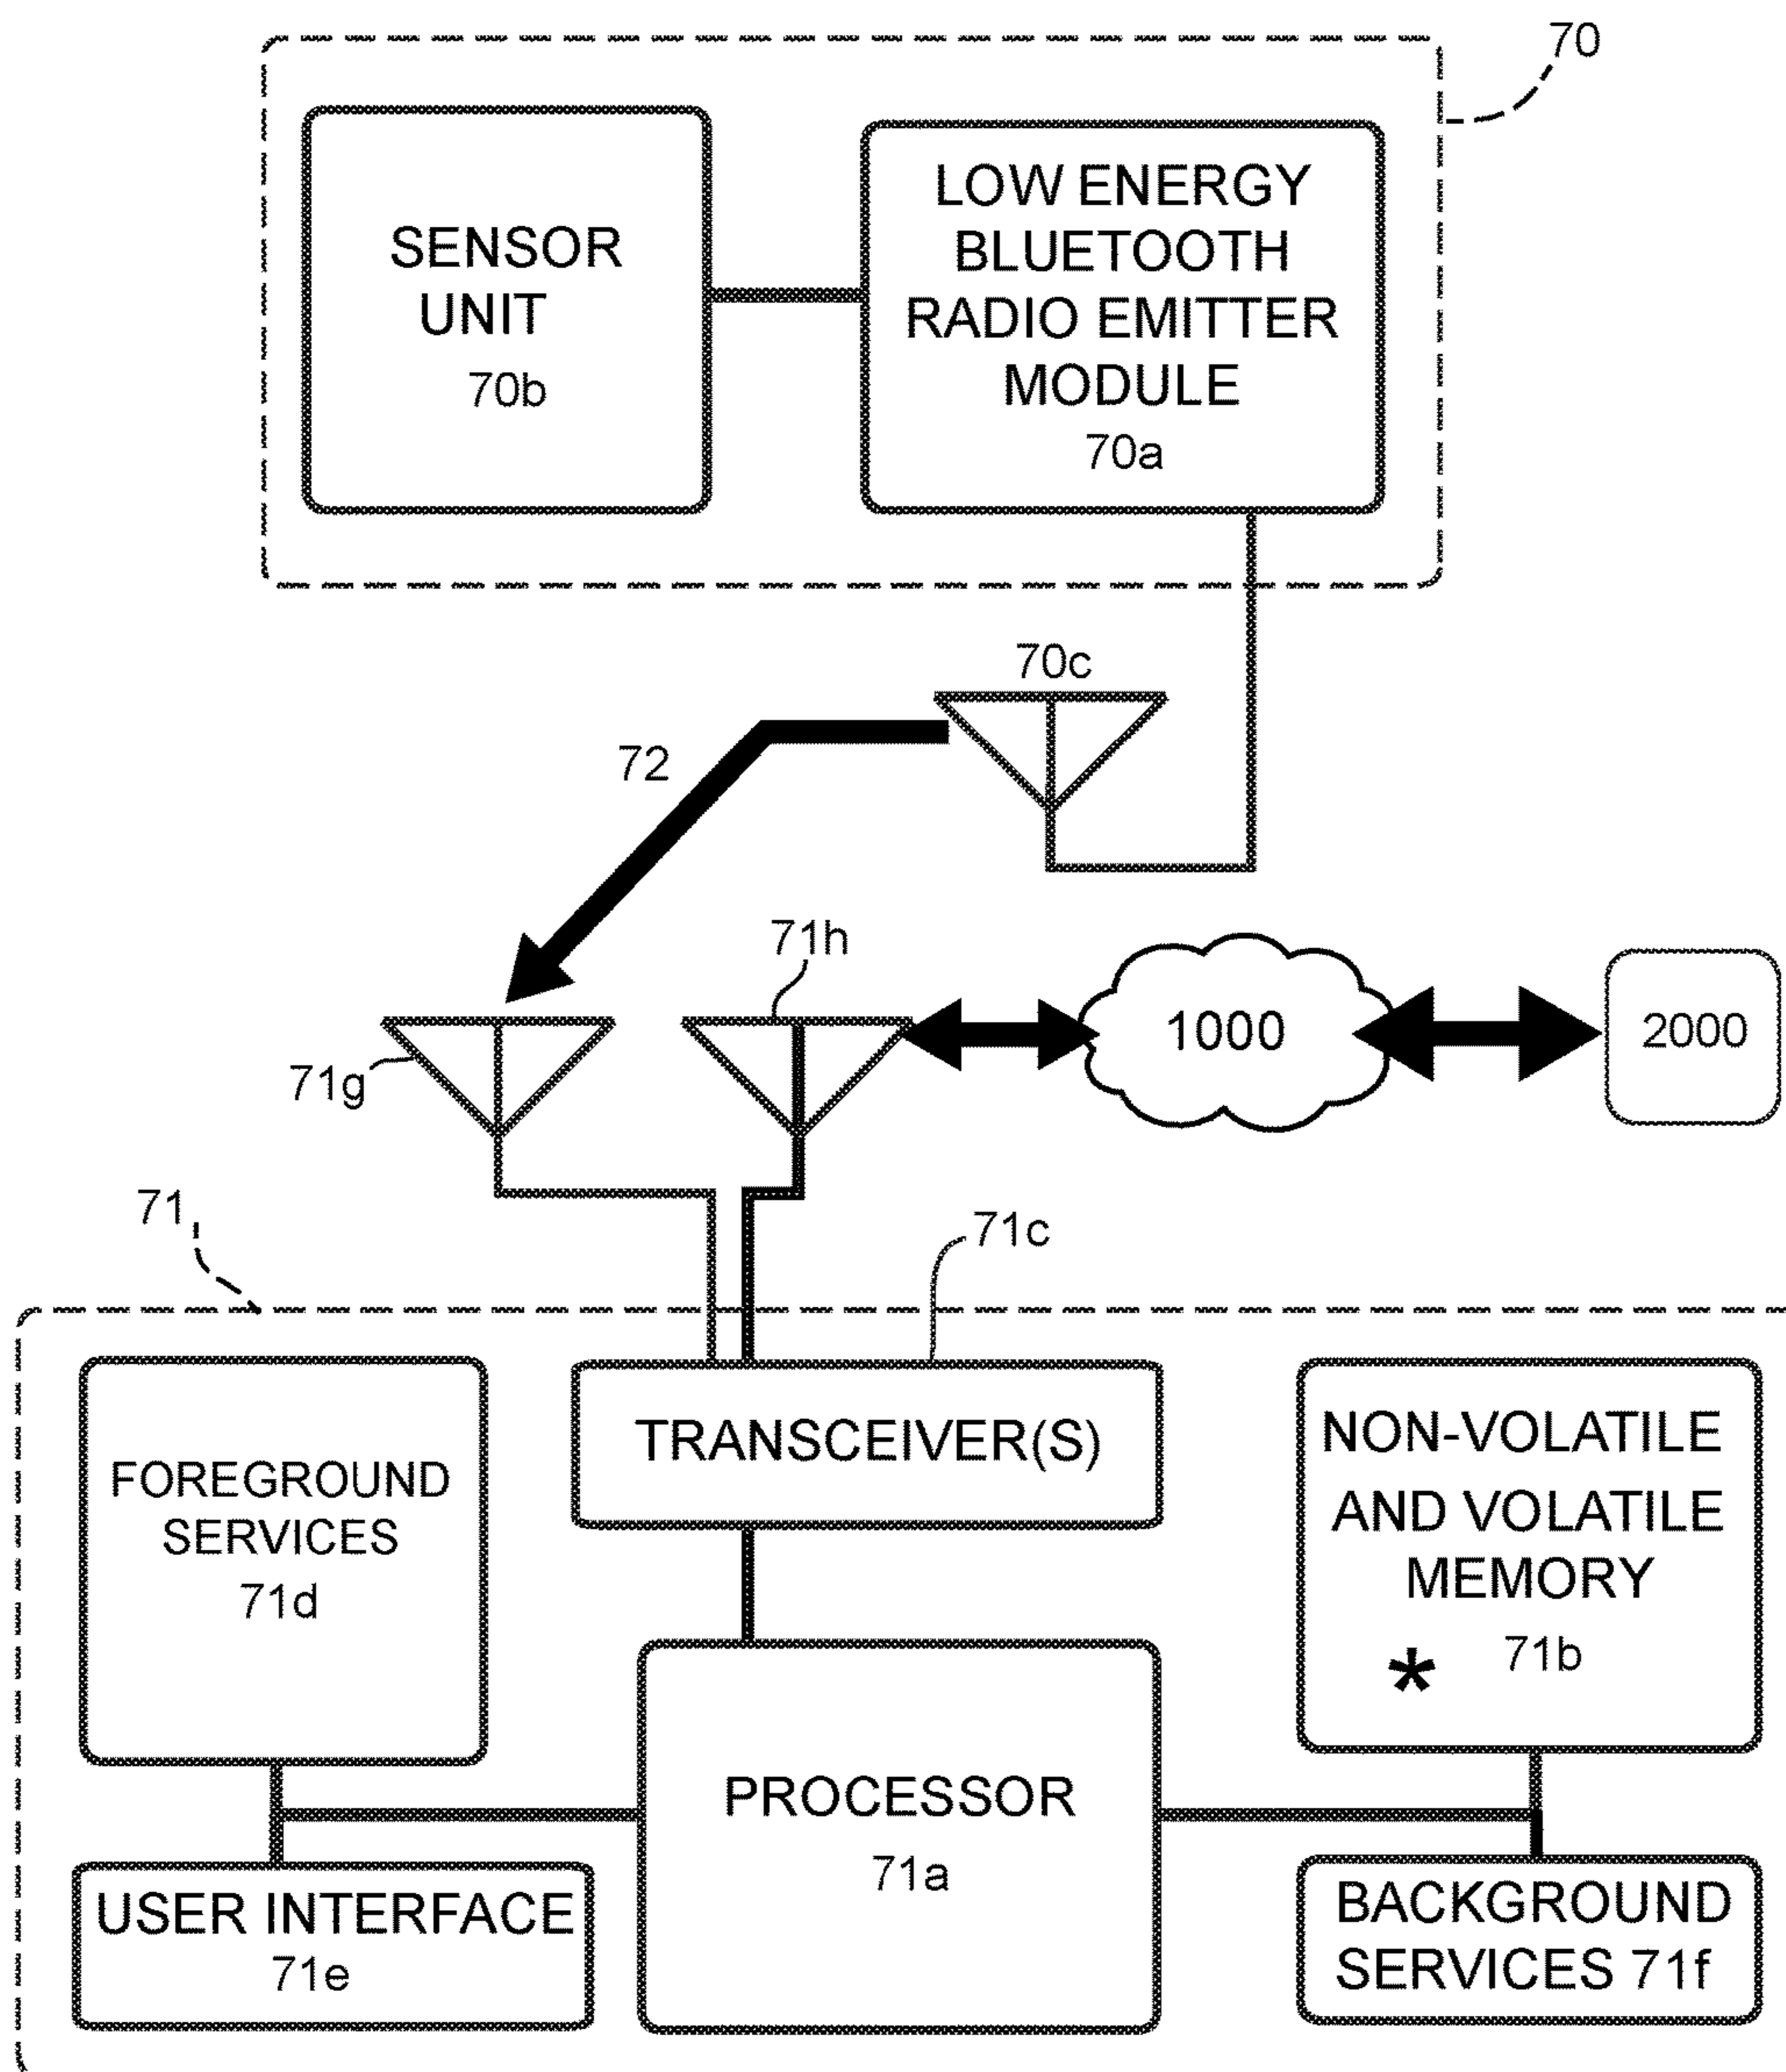 70
SENSOR
UNIT
70b
LOW ENERGY
BLUETOOTH
RADIO EMITTER
MODULE
70a
70c
72
71h
71g
1000
2000
71
71c
FOREGROUND
SERVICES
71d
TRANSCEIVER(S)
NON-VOLATILE
AND VOLATILE
MEMORY
* 71b
PROCESSOR
71a
USER INTERFACE
71e
BACKGROUND
SERVICES 71f